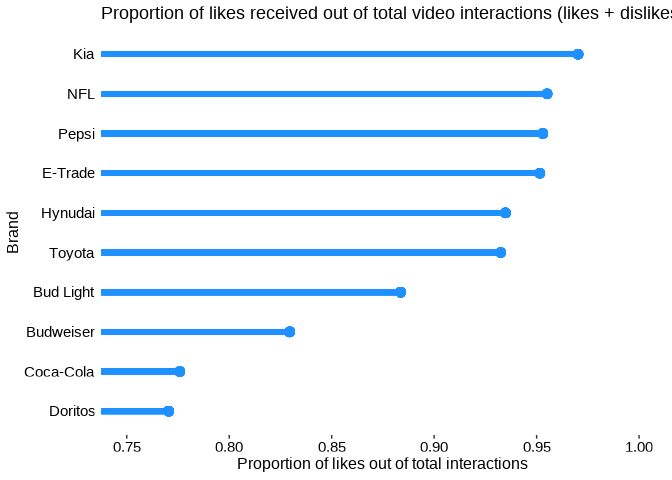 Proportion of likes received out of total video interactions (likes + dislikes
Kia
NFL
Pepsi
E-Trade
Hynudai
Toyota
Bud Light
Budweiser
Coca-Cola
Doritos
Brand
0.75 0.80 0.85 0.90 0.95 1.00
Proportion of likes out of total interactions